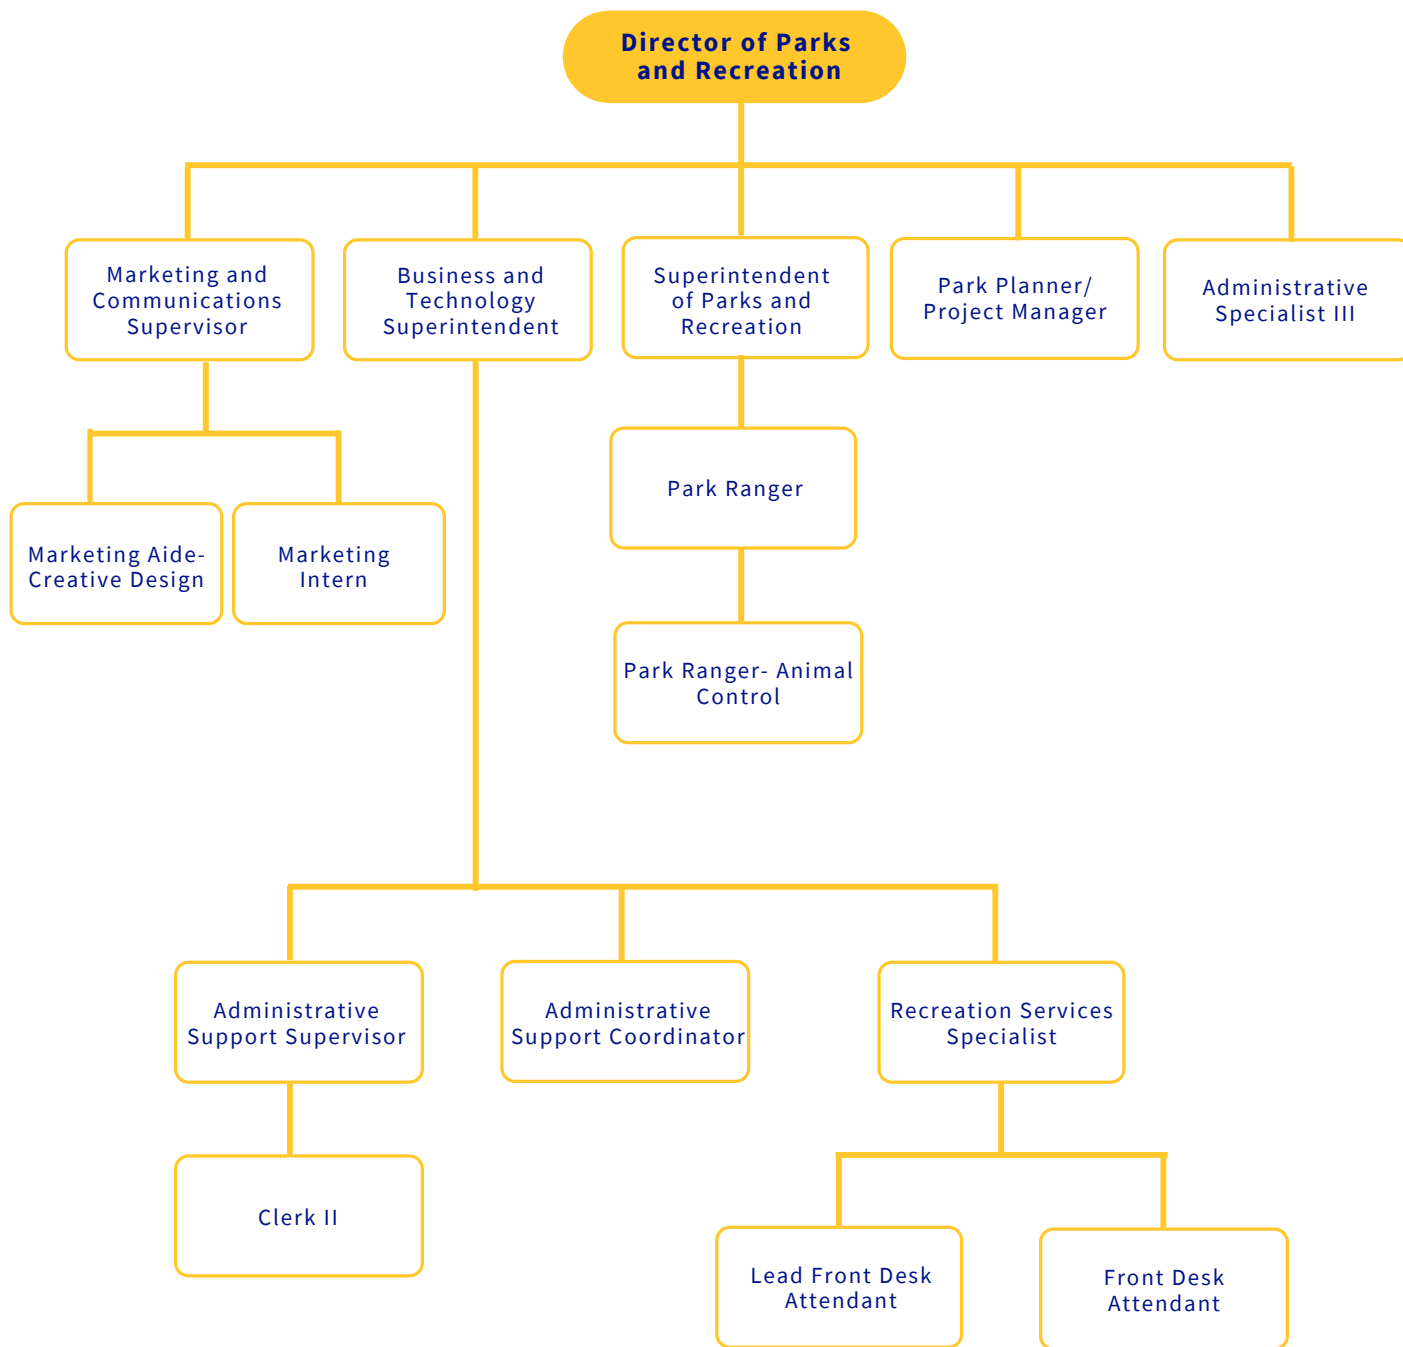 Director of Parks
and Recreation
Marketing and
Communications
Supervisor
Business and
Technology
Superintendent
Superintendent
of Parks and
Recreation
Park Planner/
Project Manager
Administrative
Specialist III
Park Ranger
Marketing Aide-
Creative Design
Marketing
Intern
Park Ranger- Animal
Control
Administrative
Support Supervisor
Administrative
Support Coordinator
Recreation Services
Specialist
Clerk II
Lead Front Desk
Attendant
Front Desk
Attendant